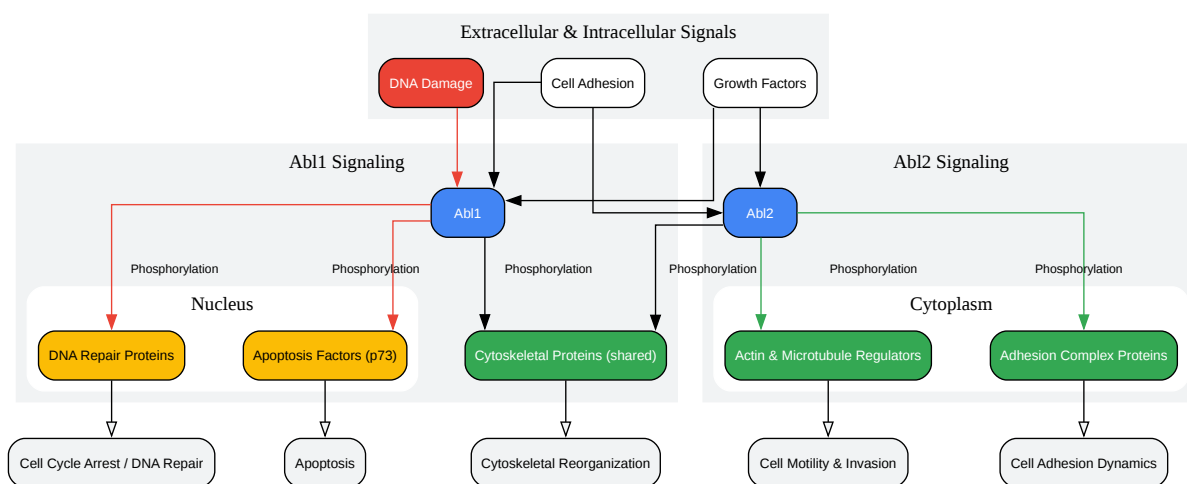 Extracellular & Intracellular Signals
DNA Damage
Cell Adhesion
Growth Factors
Abl1 Signaling
Abl2 Signaling
Abl1
Abl2
Phosphorylation
Phosphorylation
Phosphorylation
Phosphorylation
Phosphorylation
Phosphorylation
Nucleus
Cytoplasm
DNA Repair Proteins
Apoptosis Factors (p73)
Cytoskeletal Proteins (shared)
Actin & Microtubule Regulators
Adhesion Complex Proteins
Cell Cycle Arrest / DNA Repair
Apoptosis
Cytoskeletal Reorganization
Cell Motility & Invasion
Cell Adhesion Dynamics